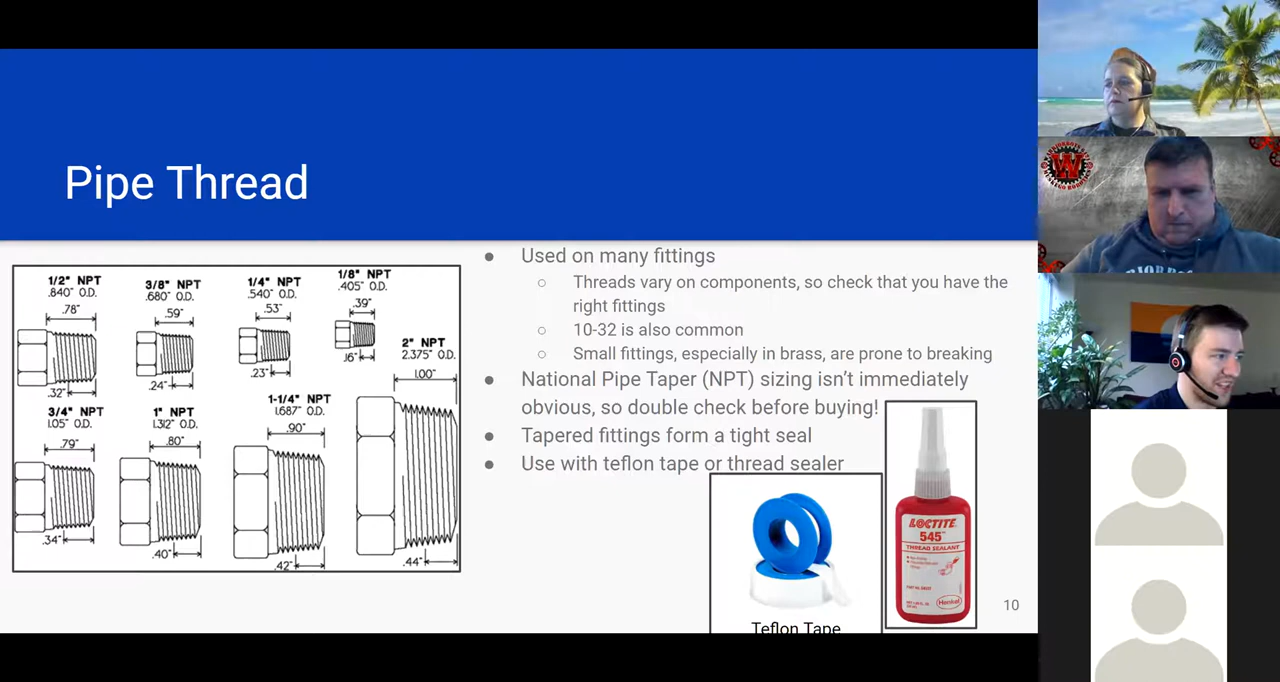 Pipe Thread
1/2" NPT
.840" O.D.
.78"
.32"
3/8" NPT
.680" O.D.
.59"
.24"
1/4" NPT
.540" O.D.
.53"
.23"
1/8" NPT
.405" O.D.
.39"
.16"
2" NPT
2.375" O.D.
1.00"
.44"
3/4" NPT
1.05" O.D.
.79"
.34"
1" NPT
1.312" O.D.
.80"
.40"
1-1/4" NPT
1.687" O.D.
.90"
.42"
● Used on many fittings
○ Threads vary on components, so check that you have the
right fittings
○ 10-32 is also common
○ Small fittings, especially in brass, are prone to breaking
● National Pipe Taper (NPT) sizing isn't immediately
obvious, so double check before buying!
● Tapered fittings form a tight seal
● Use with teflon tape or thread sealer
Teflon Tape
LOCTITE
545
THREAD SEALANT
Henkel
10
W